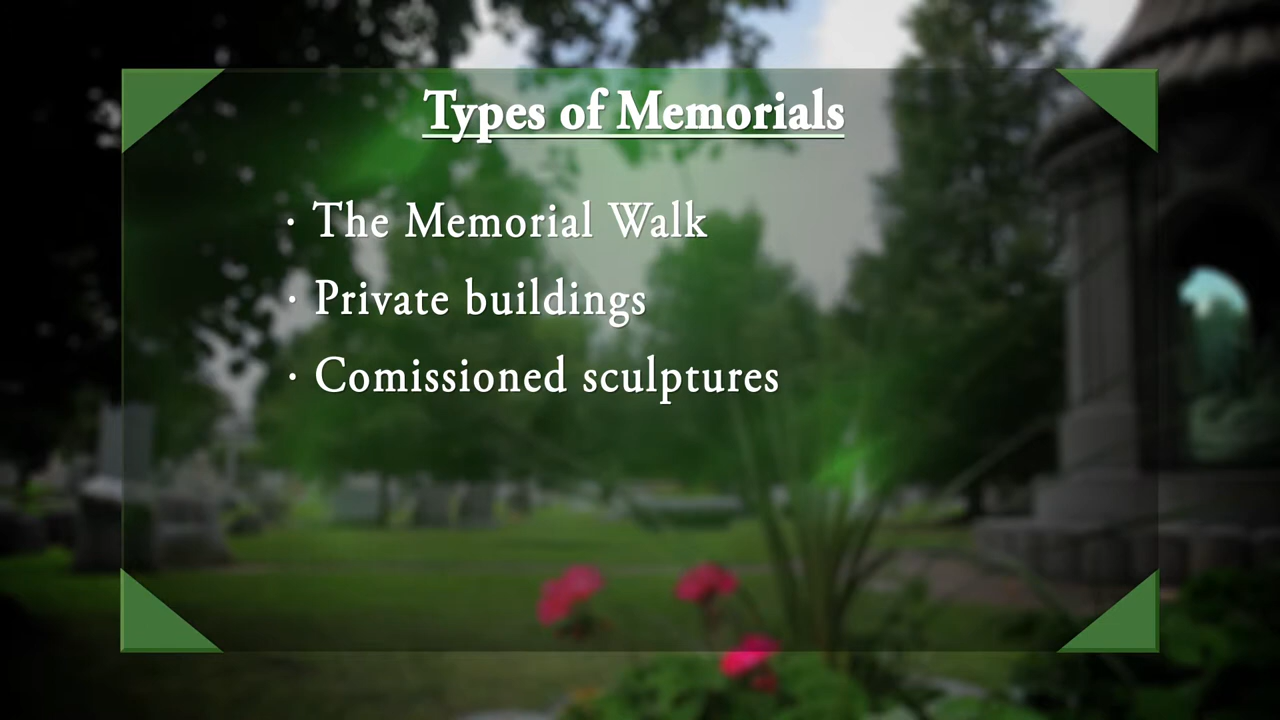 Types of Memorials
· The Memorial Walk
· Private buildings
· Comissioned sculptures